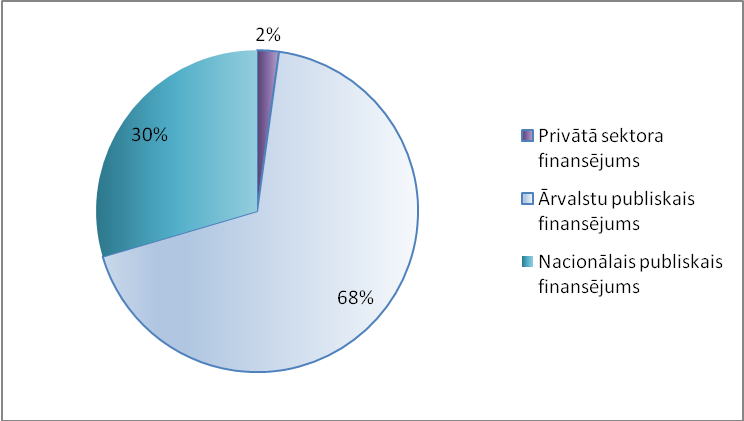 2%
30%
68%
Privātā sektora
finansējums
Ārvalstu publiskais
finansējums
Nacionālais publiskais
finansējums